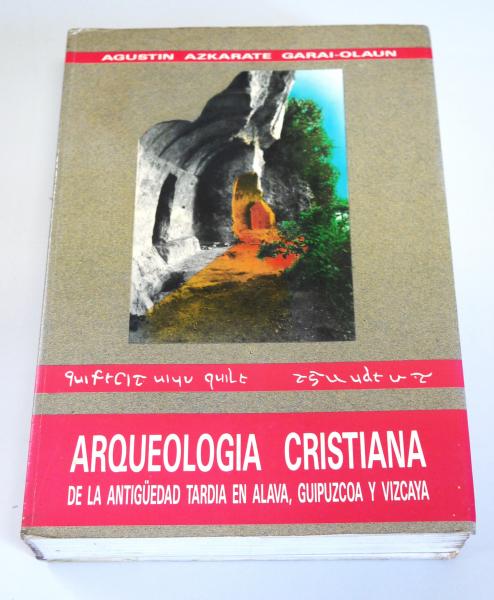 AGUSTIN AZKARATE GARAI-OLAUN
ARQUEOLOGIA CRISTIANA
DE LA ANTIGÜEDAD TARDIA EN ALAVA, GUIPUZCOA Y VIZCAYA